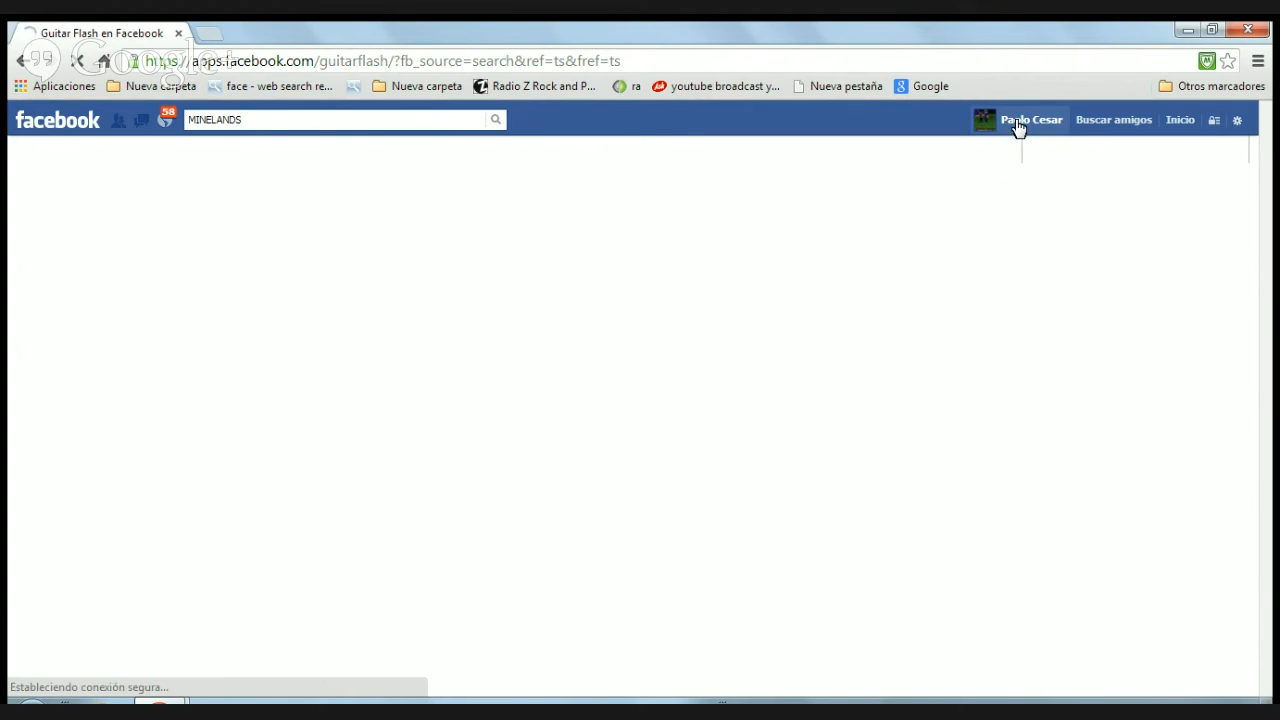 Guitar Flash en Facebook
Google+
https://apps.facebook.com/guitarflash/?fb_source=search&ref=ts&fref=ts
Aplicaciones Nueva carpeta face - web search re... Nueva carpeta Radio Z Rock and P... ra youtube broadcast y... Nueva pestaña Google Otros marcadores
facebook 58 MINELANDS Cesar Buscar amigos Inicio
Estableciendo conexión segura...